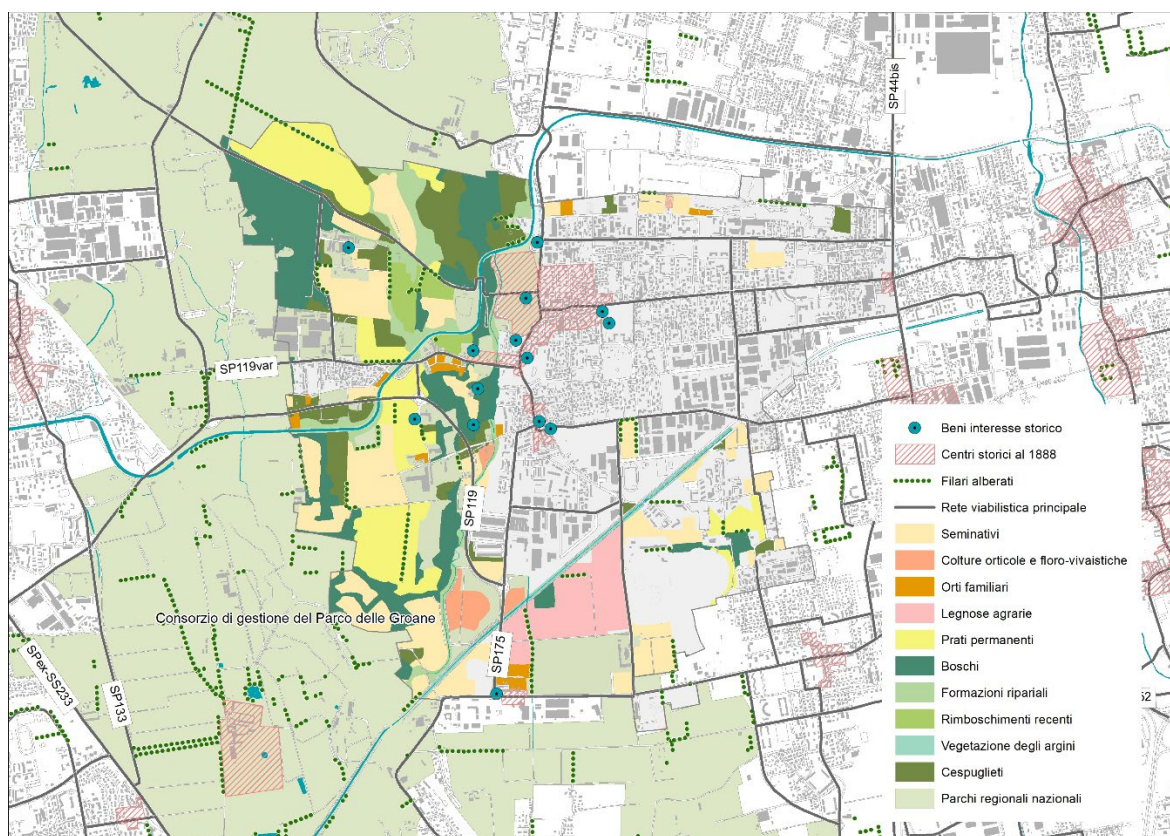 SP44bis
SP119var
SP119
Consorzio di gestione del Parco delle Groane
SP175
SPex-SS233
SP133
52
Beni interesse storico
Centri storici al 1888
Filari alberati
Rete viabilistica principale
Seminativi
Colture orticole e floro-vivaistiche
Orti familiari
Legnose agrarie
Prati permanenti
Boschi
Formazioni ripariali
Rimboschimenti recenti
Vegetazione degli argini
Cespuglieti
Parchi regionali nazionali